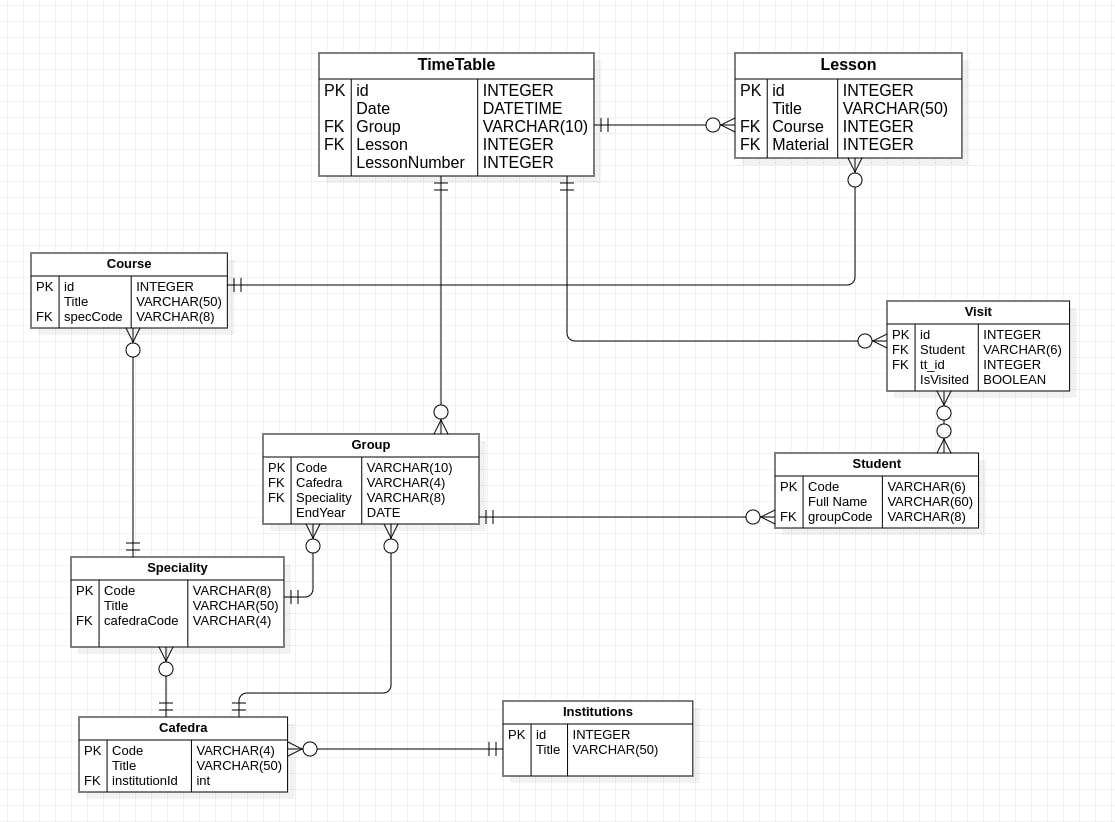 TimeTable
PK id INTEGER
Date DATETIME
FK Group VARCHAR(10)
FK Lesson INTEGER
LessonNumber INTEGER
Lesson
PK id INTEGER
Title VARCHAR(50)
FK Course INTEGER
FK Material INTEGER
Course
PK id INTEGER
Title VARCHAR(50)
FK specCode VARCHAR(8)
Visit
PK id INTEGER
FK Student VARCHAR(6)
FK tt_id INTEGER
IsVisited BOOLEAN
Group
PK Code VARCHAR(10)
FK Cafedra VARCHAR(4)
FK Speciality VARCHAR(8)
EndYear DATE
Student
PK Code VARCHAR(6)
Full Name VARCHAR(60)
FK groupCode VARCHAR(8)
Speciality
PK Code VARCHAR(8)
Title VARCHAR(50)
FK cafedraCode VARCHAR(4)
Cafedra
PK Code VARCHAR(4)
Title VARCHAR(50)
FK institutionId int
Institutions
PK id INTEGER
Title VARCHAR(50)